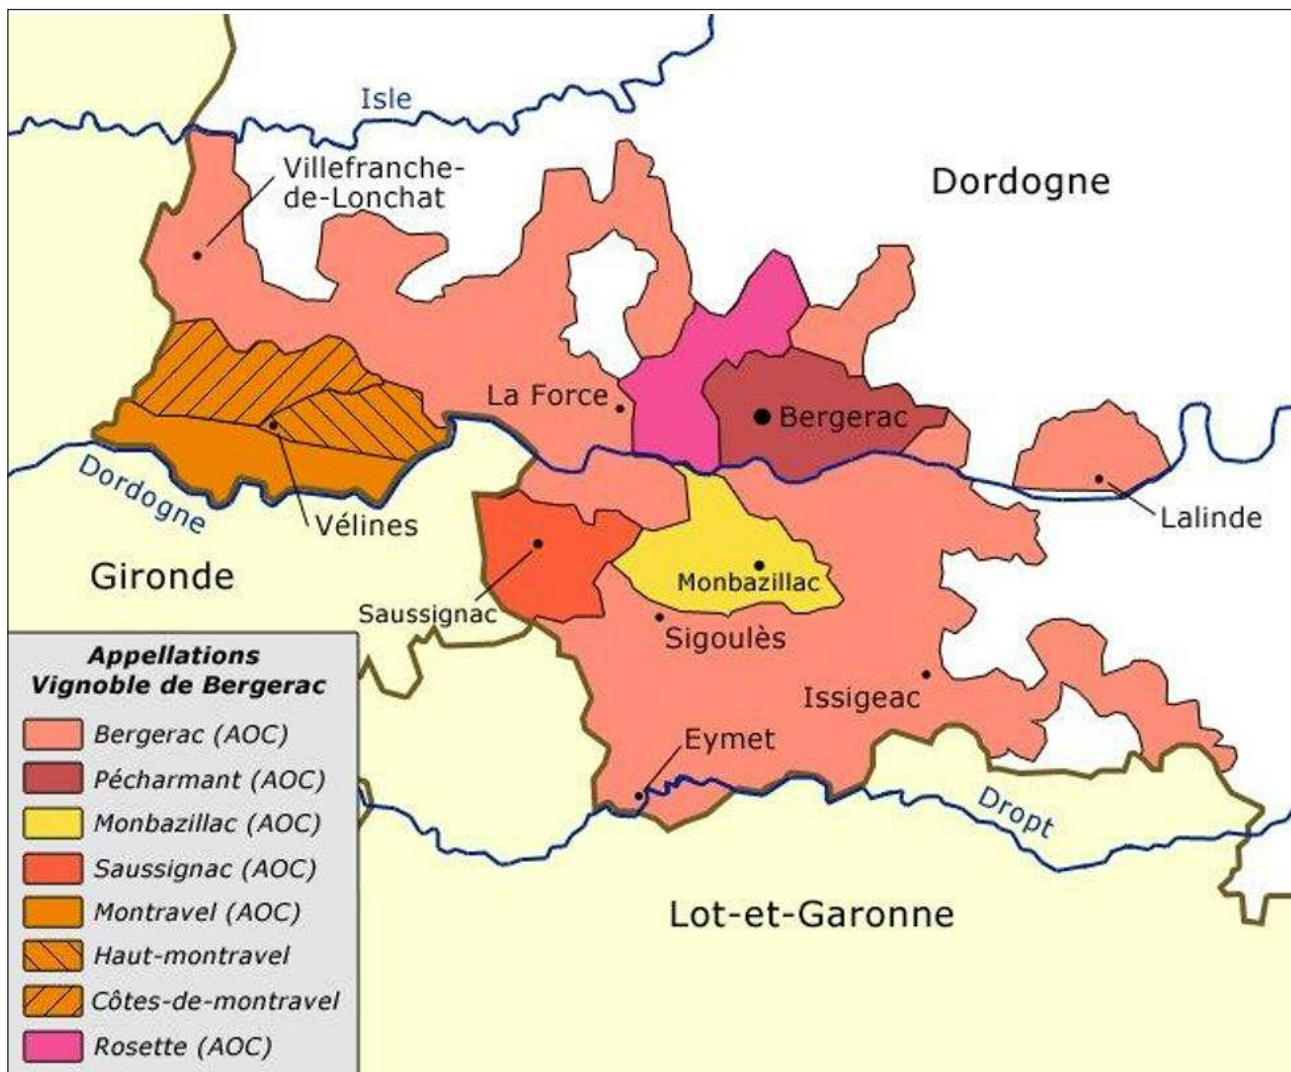 Isle
Villefranche-
de-Lonchat
Dordogne
La Force
Bergerac
Dordogne
Vélines
Lalinde
Gironde
Monbazillac
Saussignac
Sigoulès
Issigeac
Eymet
Dropt
Lot-et-Garonne
Appellations
Vignoble de Bergerac
Bergerac (AOC)
Pécharmant (AOC)
Monbazillac (AOC)
Saussignac (AOC)
Montravel (AOC)
Haut-montravel
Côtes-de-montravel
Rosette (AOC)